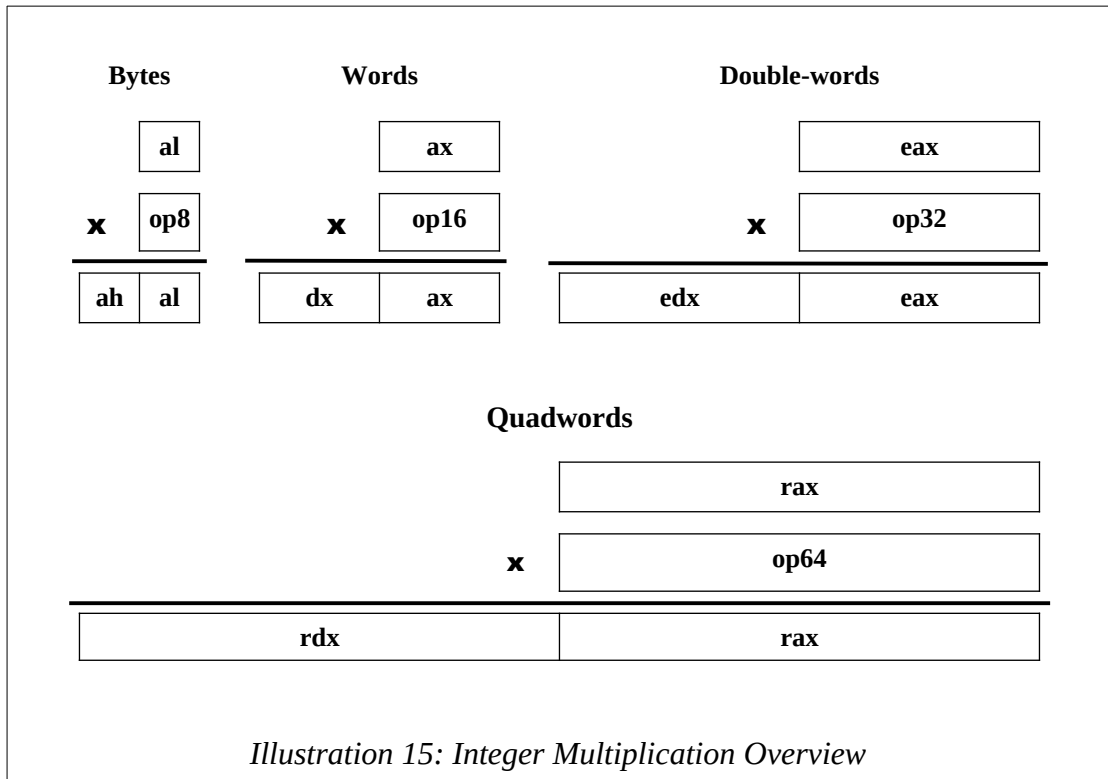 Bytes Words Double-words
al ax eax
x op8 x op16 x op32
ah al dx ax edx eax
Quadwords
rax
x op64
rdx rax
Illustration 15: Integer Multiplication Overview